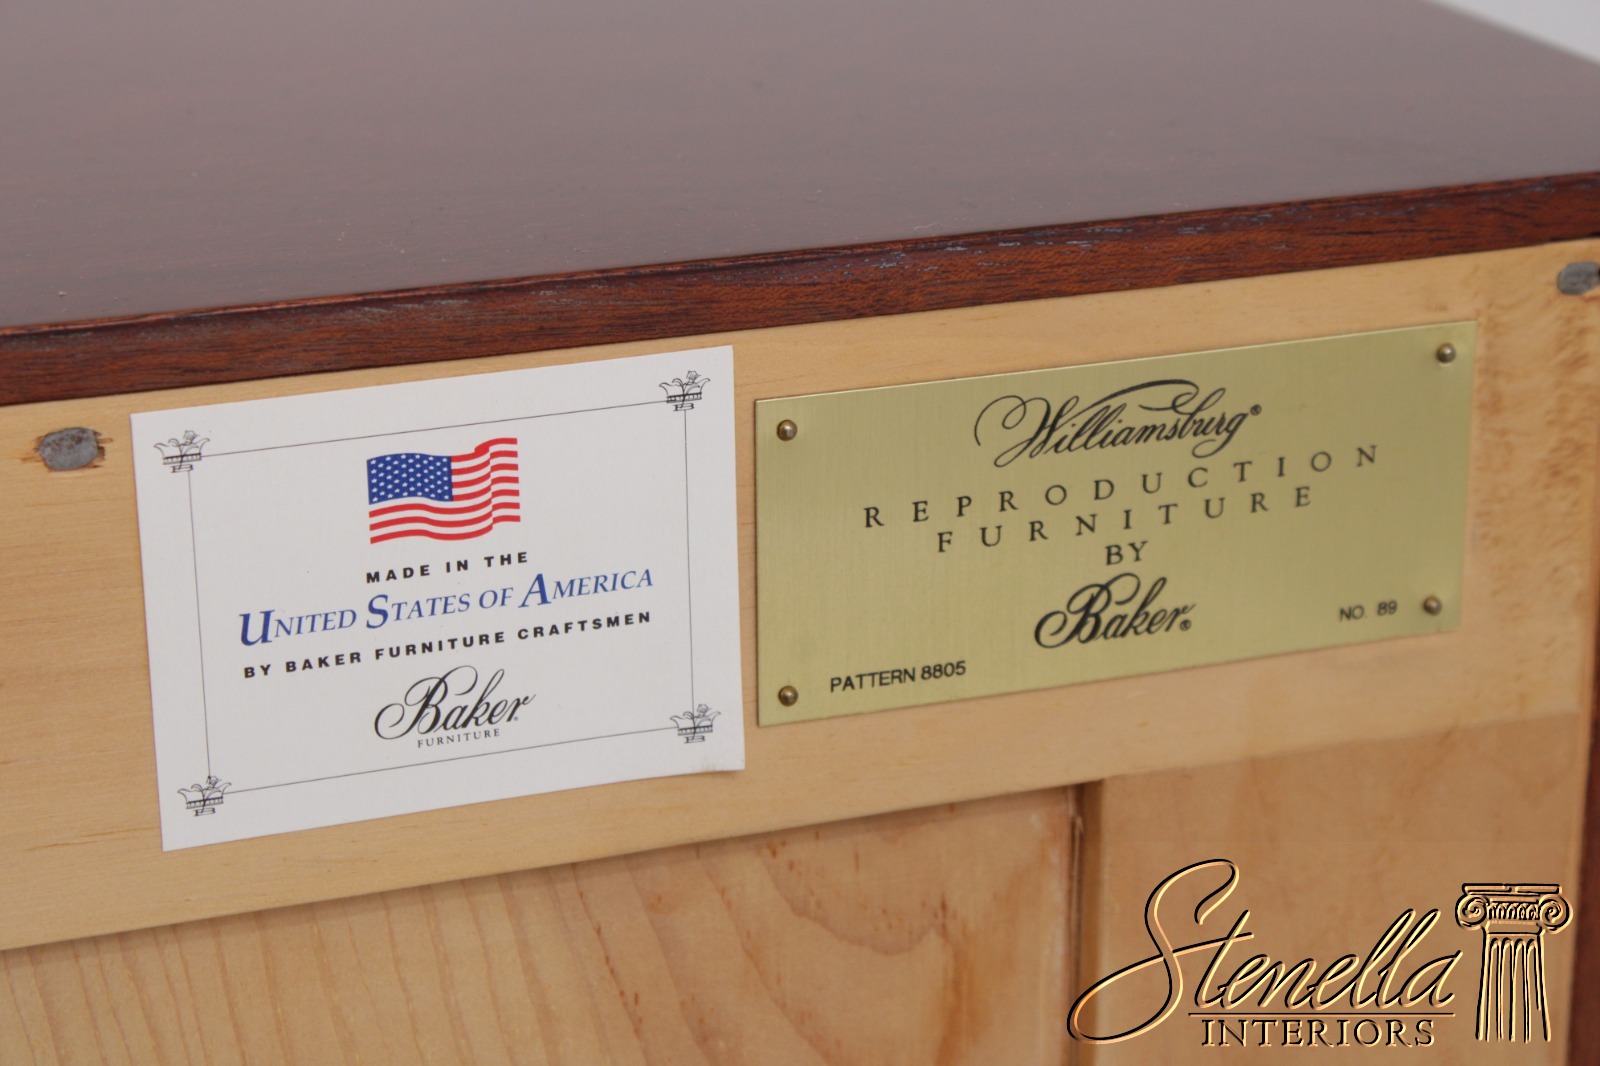 MADE IN THE
UNITED STATES OF AMERICA
BY BAKER FURNITURE CRAFTSMEN
Baker®
FURNITURE
Williamsburg®
REPRODUCTION
FURNITURE
BY
Baker®
NO. 89
PATTERN 8805
Stenella
INTERIORS